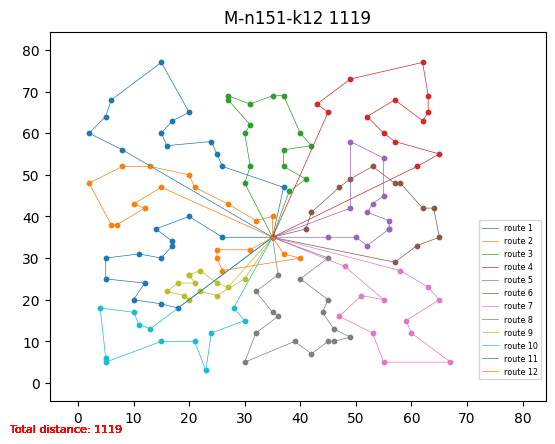 M-n151-k12 1119
80
70
60
50
40
30
20
10
0
0 10 20 30 40 50 60 70 80
route 1
route 2
route 3
route 4
route 5
route 6
route 7
route 8
route 9
route 10
route 11
route 12
Total distance: 1119